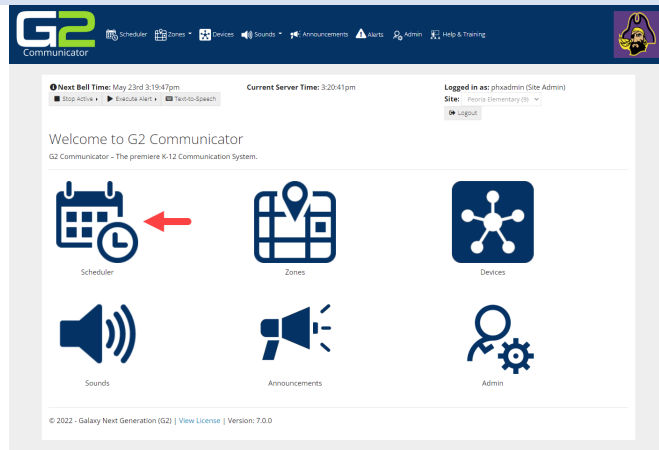 G2
Communicator
Scheduler Zones Devices Sounds Announcements Alerts Admin Help & Training
Next Bell Time: May 23rd 3:19:47pm Current Server Time: 3:20:41pm Logged in as: phxadmin (Site Admin)
Stop Active Execute Alert Text-to-Speech Site: Peoria Elementary (9)
Logout
Welcome to G2 Communicator
G2 Communicator – The premiere K-12 Communication System.
Scheduler Zones Devices
Sounds Announcements Admin
© 2022 - Galaxy Next Generation (G2) | View License | Version: 7.0.0